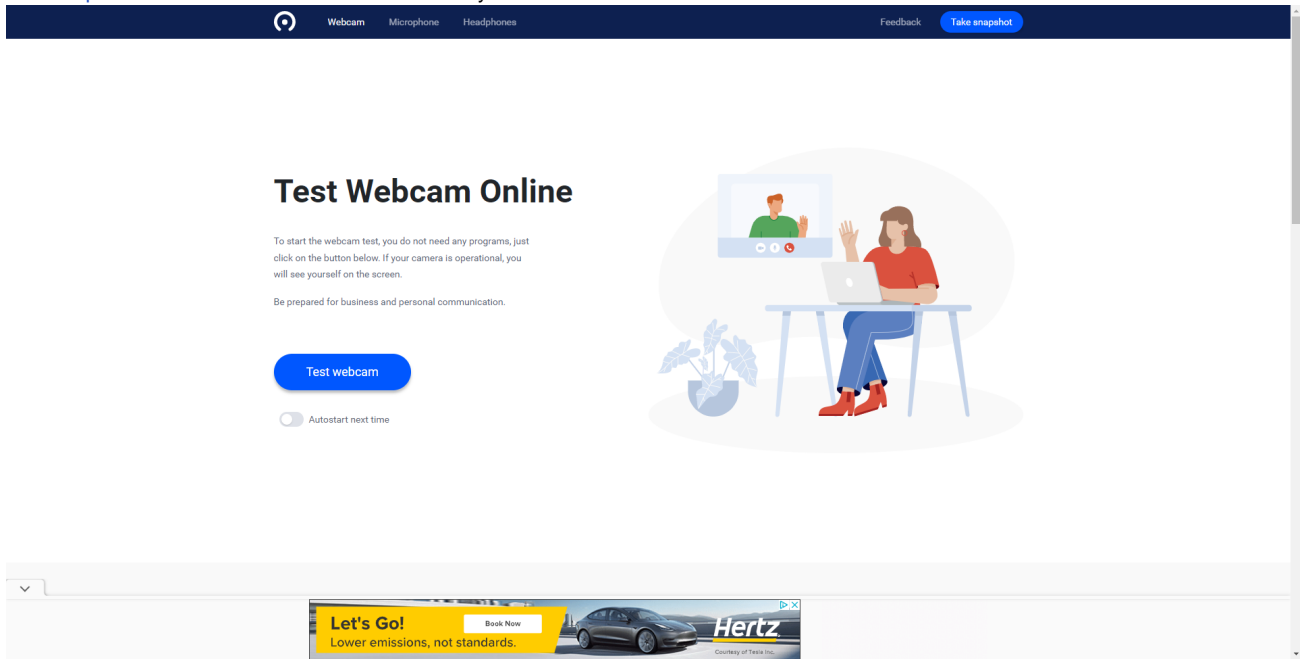 Webcam Microphone Headphones Feedback Take snapshot
Test Webcam Online
To start the webcam test, you do not need any programs, just
click on the button below. If your camera is operational, you
will see yourself on the screen.
Be prepared for business and personal communication.
Test webcam
Autostart next time
Let's Go!
Lower emissions, not standards.
Book Now
Hertz.
Courtesy of Tesla Inc.